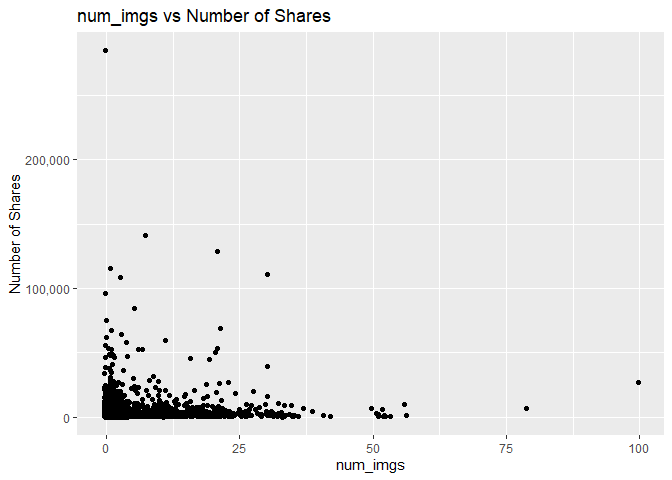 num_imgs vs Number of Shares
Number of Shares
200,000
100,000
0
0 25 50 75 100
num_imgs